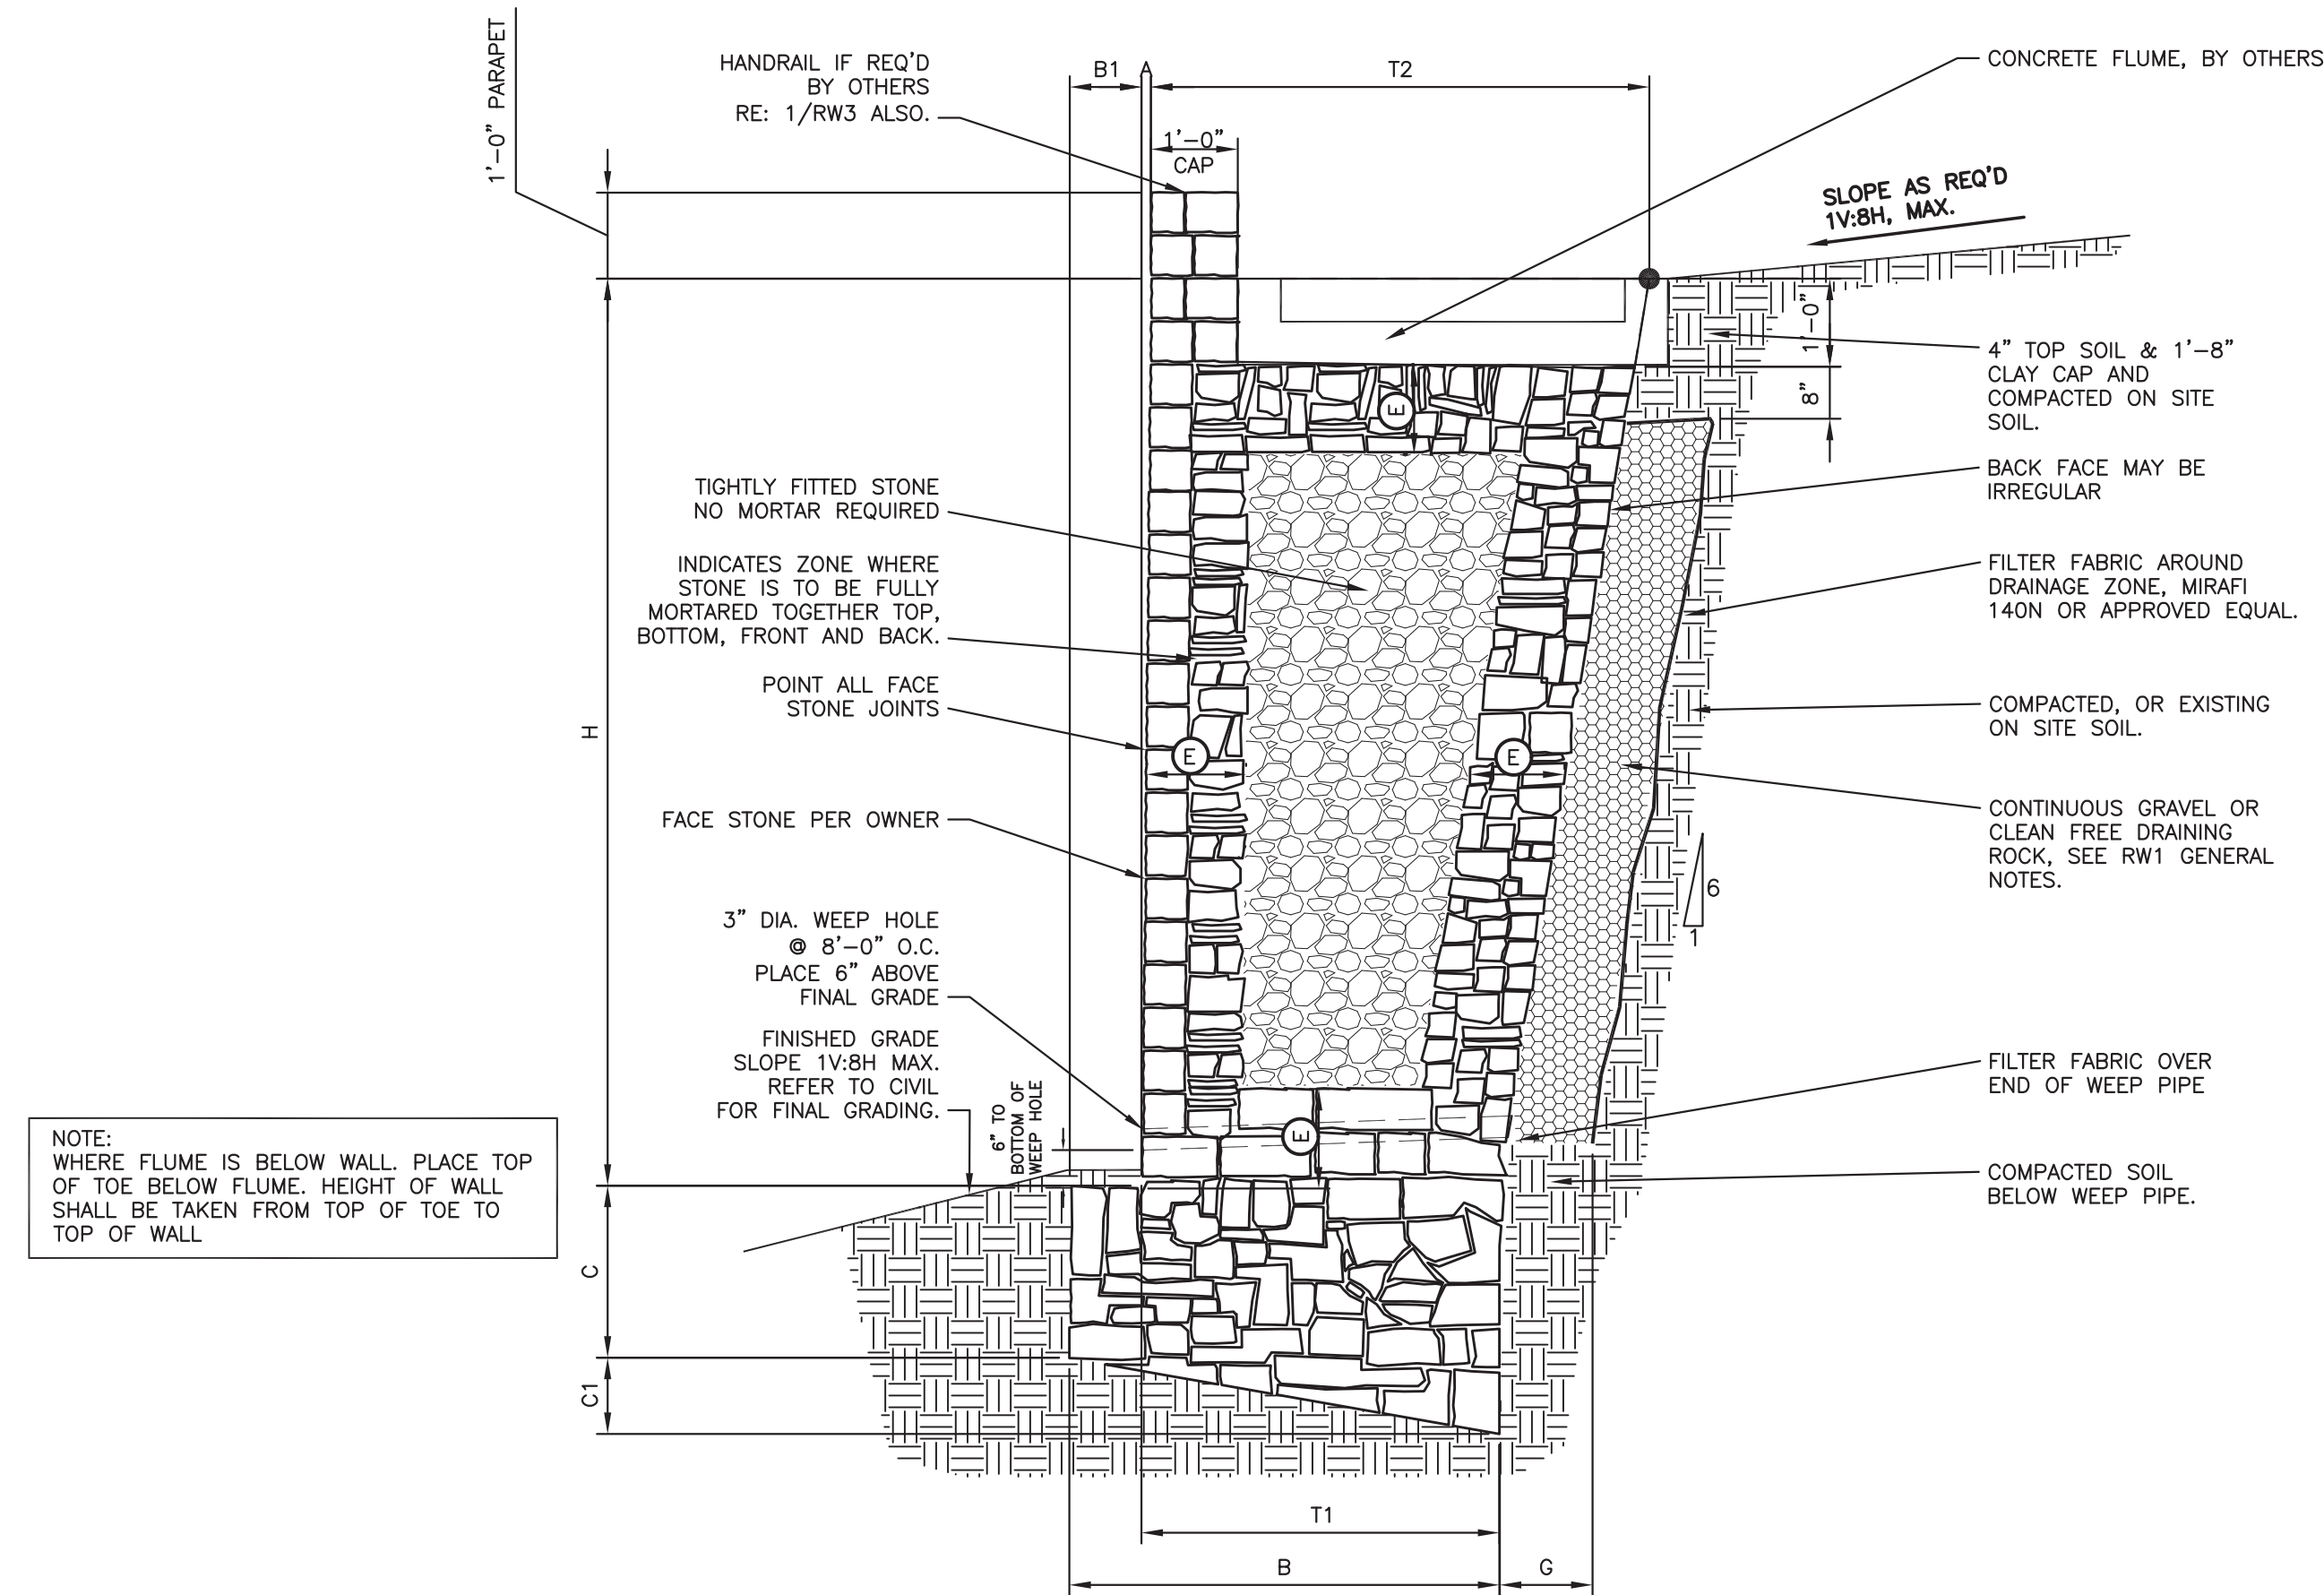 1'-0" PARAPET
HANDRAIL IF REQ'D
BY OTHERS
RE: 1/RW3 ALSO.
B1
A
T2
1'-0"
CAP
CONCRETE FLUME, BY OTHERS
SLOPE AS REQ'D
1V:8H, MAX.
1'-0"
8"
4" TOP SOIL & 1'-8"
CLAY CAP AND
COMPACTED ON SITE
SOIL.
BACK FACE MAY BE
IRREGULAR
FILTER FABRIC AROUND
DRAINAGE ZONE, MIRAFI
140N OR APPROVED EQUAL.
COMPACTED, OR EXISTING
ON SITE SOIL.
CONTINUOUS GRAVEL OR
CLEAN FREE DRAINING
ROCK, SEE RW1 GENERAL
NOTES.
6
1
FILTER FABRIC OVER
END OF WEEP PIPE
COMPACTED SOIL
BELOW WEEP PIPE.
E
TIGHTLY FITTED STONE
NO MORTAR REQUIRED
INDICATES ZONE WHERE
STONE IS TO BE FULLY
MORTARED TOGETHER TOP,
BOTTOM, FRONT AND BACK.
POINT ALL FACE
STONE JOINTS
E
E
FACE STONE PER OWNER
3" DIA. WEEP HOLE
@ 8'-0" O.C.
PLACE 6" ABOVE
FINAL GRADE
FINISHED GRADE
SLOPE 1V:8H MAX.
REFER TO CIVIL
FOR FINAL GRADING.
6" TO
BOTTOM OF
WEEP HOLE
E
H
C
C1
NOTE:
WHERE FLUME IS BELOW WALL. PLACE TOP
OF TOE BELOW FLUME. HEIGHT OF WALL
SHALL BE TAKEN FROM TOP OF TOE TO
TOP OF WALL
T1
B
G